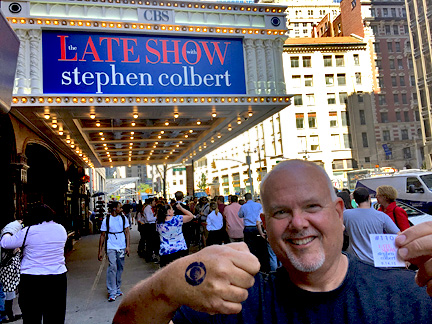 CBS
the LATE SHOW with
stephen colbert